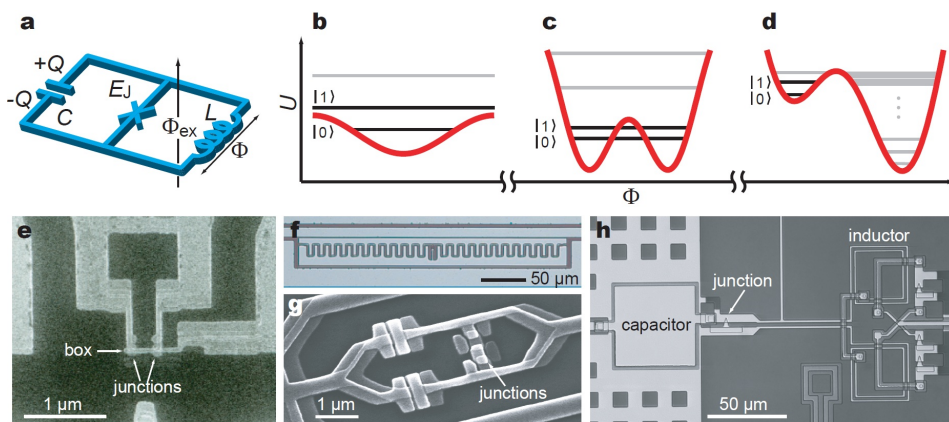 a
+Q
-Q
C
E_J
Φ_ex
L
Φ
b
U
|1⟩
|0⟩
c
|1⟩
|0⟩
d
|1⟩
|0⟩
Φ
e
box
junctions
1 µm
f
50 µm
g
junctions
1 µm
h
inductor
junction
capacitor
50 µm